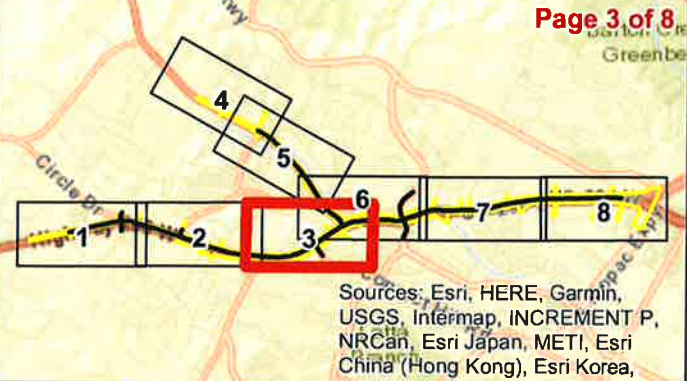 Page 3 of 8
Greenbe
4
5
Circle Dr
6
7
8
1
2
3
Sources: Esri, HERE, Garmin,
USGS, Intermap, INCREMENT P,
NRCan, Esri Japan, METI, Esri
China (Hong Kong), Esri Korea,